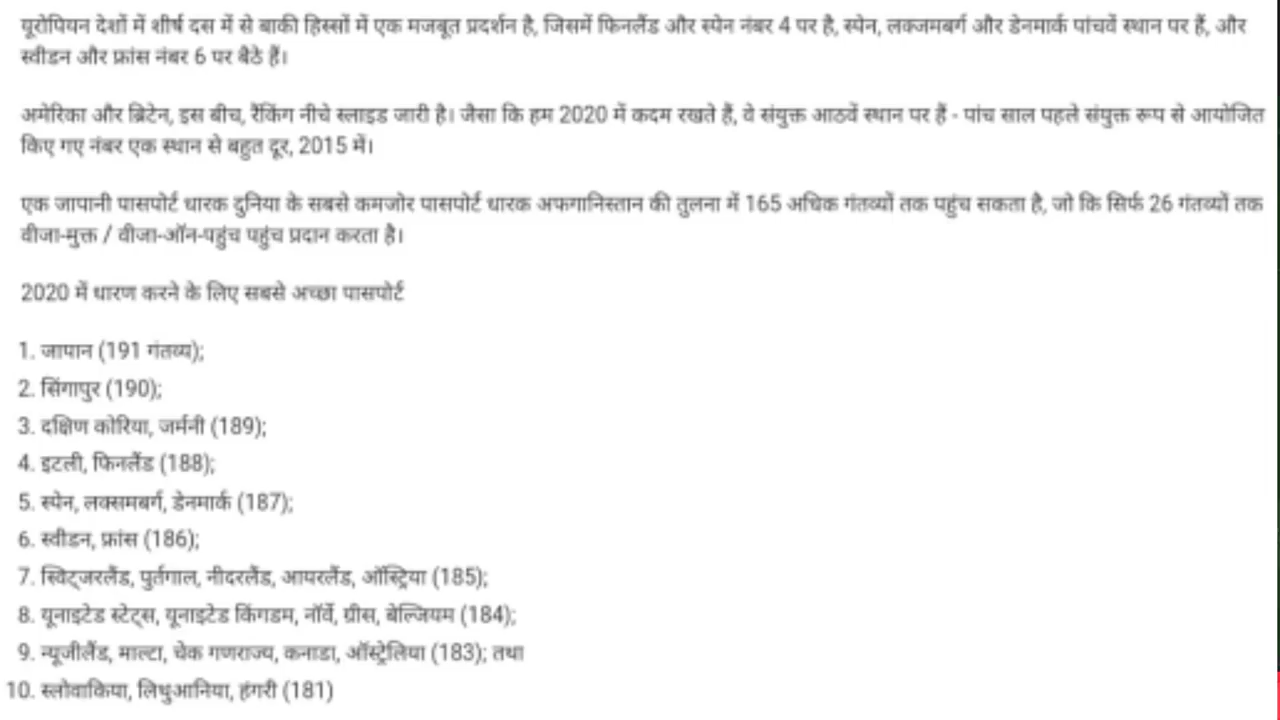 यूरोपियन देशों में शीर्ष दस में से बाकी हिस्सों में एक मजबूत प्रदर्शन है, जिसमें फिनलैंड और स्पेन नंबर 4 पर है, स्पेन, लक्जमबर्ग और डेनमार्क पांचवें स्थान पर हैं, और
स्वीडन और फ्रांस नंबर 6 पर बैठे हैं।
अमेरिका और ब्रिटेन, इस बीच, रैंकिंग नीचे स्लाइड जारी है। जैसा कि हम 2020 में कदम रखते हैं, वे संयुक्त आठवें स्थान पर हैं - पांच साल पहले संयुक्त रूप से आयोजित
किए गए नंबर एक स्थान से बहुत दूर, 2015 में।
एक जापानी पासपोर्ट धारक दुनिया के सबसे कमजोर पासपोर्ट धारक अफगानिस्तान की तुलना में 165 अधिक गंतव्यों तक पहुंच सकता है, जो कि सिर्फ 26 गंतव्यों तक
वीजा-मुक्त / वीजा-ऑन-पहुंच पहुंच प्रदान करता है।
2020 में धारण करने के लिए सबसे अच्छा पासपोर्ट
1. जापान (191 गंतव्य);
2. सिंगापुर (190);
3. दक्षिण कोरिया, जर्मनी (189);
4. इटली, फिनलैंड (188);
5. स्पेन, लक्समबर्ग, डेनमार्क (187);
6. स्वीडन, फ्रांस (186);
7. स्विट्जरलैंड, पुर्तगाल, नीदरलैंड, आयरलैंड, ऑस्ट्रिया (185);
8. यूनाइटेड स्टेट्स, यूनाइटेड किंगडम, नॉर्वे, ग्रीस, बेल्जियम (184);
9. न्यूजीलैंड, माल्टा, चेक गणराज्य, कनाडा, ऑस्ट्रेलिया (183); तथा
10. स्लोवाकिया, लिथुआनिया, हंगरी (181)